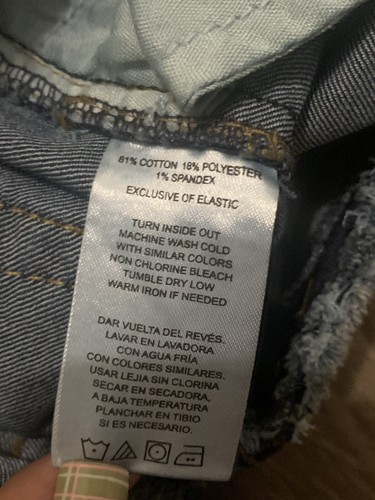 81% COTTON 18% POLYESTER
1% SPANDEX
EXCLUSIVE OF ELASTIC
TURN INSIDE OUT
MACHINE WASH COLD
WITH SIMILAR COLORS
NON CHLORINE BLEACH
TUMBLE DRY LOW
WARM IRON IF NEEDED
DAR VUELTA DEL REVÉS.
LAVAR EN LAVADORA
CON AGUA FRÍA
CON COLORES SIMILARES.
USAR LEJIA SIN CLORINA
SECAR EN SECADORA.
A BAJA TEMPERATURA
PLANCHAR EN TIBIO
SI ES NECESARIO.